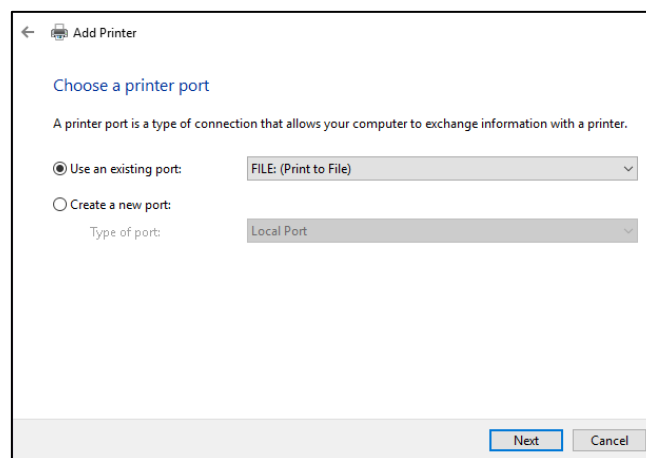 Add Printer
Choose a printer port
A printer port is a type of connection that allows your computer to exchange information with a printer.
Use an existing port: FILE: (Print to File)
Create a new port:
Type of port: Local Port
Next Cancel